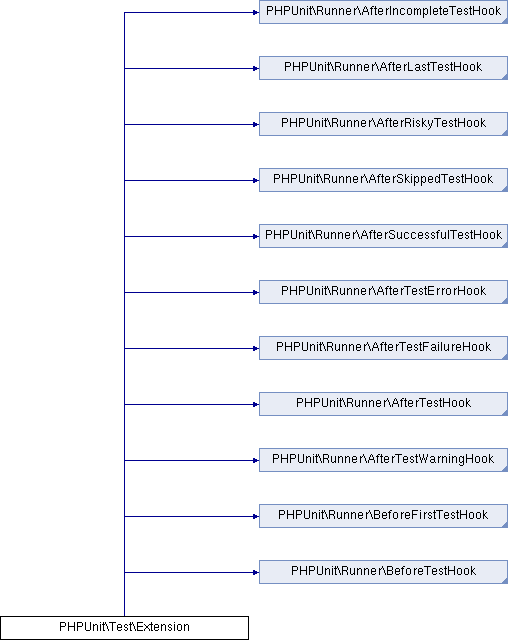 PHPUnit\Runner\AfterIncompleteTestHook
PHPUnit\Runner\AfterLastTestHook
PHPUnit\Runner\AfterRiskyTestHook
PHPUnit\Runner\AfterSkippedTestHook
PHPUnit\Runner\AfterSuccessfulTestHook
PHPUnit\Runner\AfterTestErrorHook
PHPUnit\Runner\AfterTestFailureHook
PHPUnit\Runner\AfterTestHook
PHPUnit\Runner\AfterTestWarningHook
PHPUnit\Runner\BeforeFirstTestHook
PHPUnit\Runner\BeforeTestHook
PHPUnit\Test\Extension